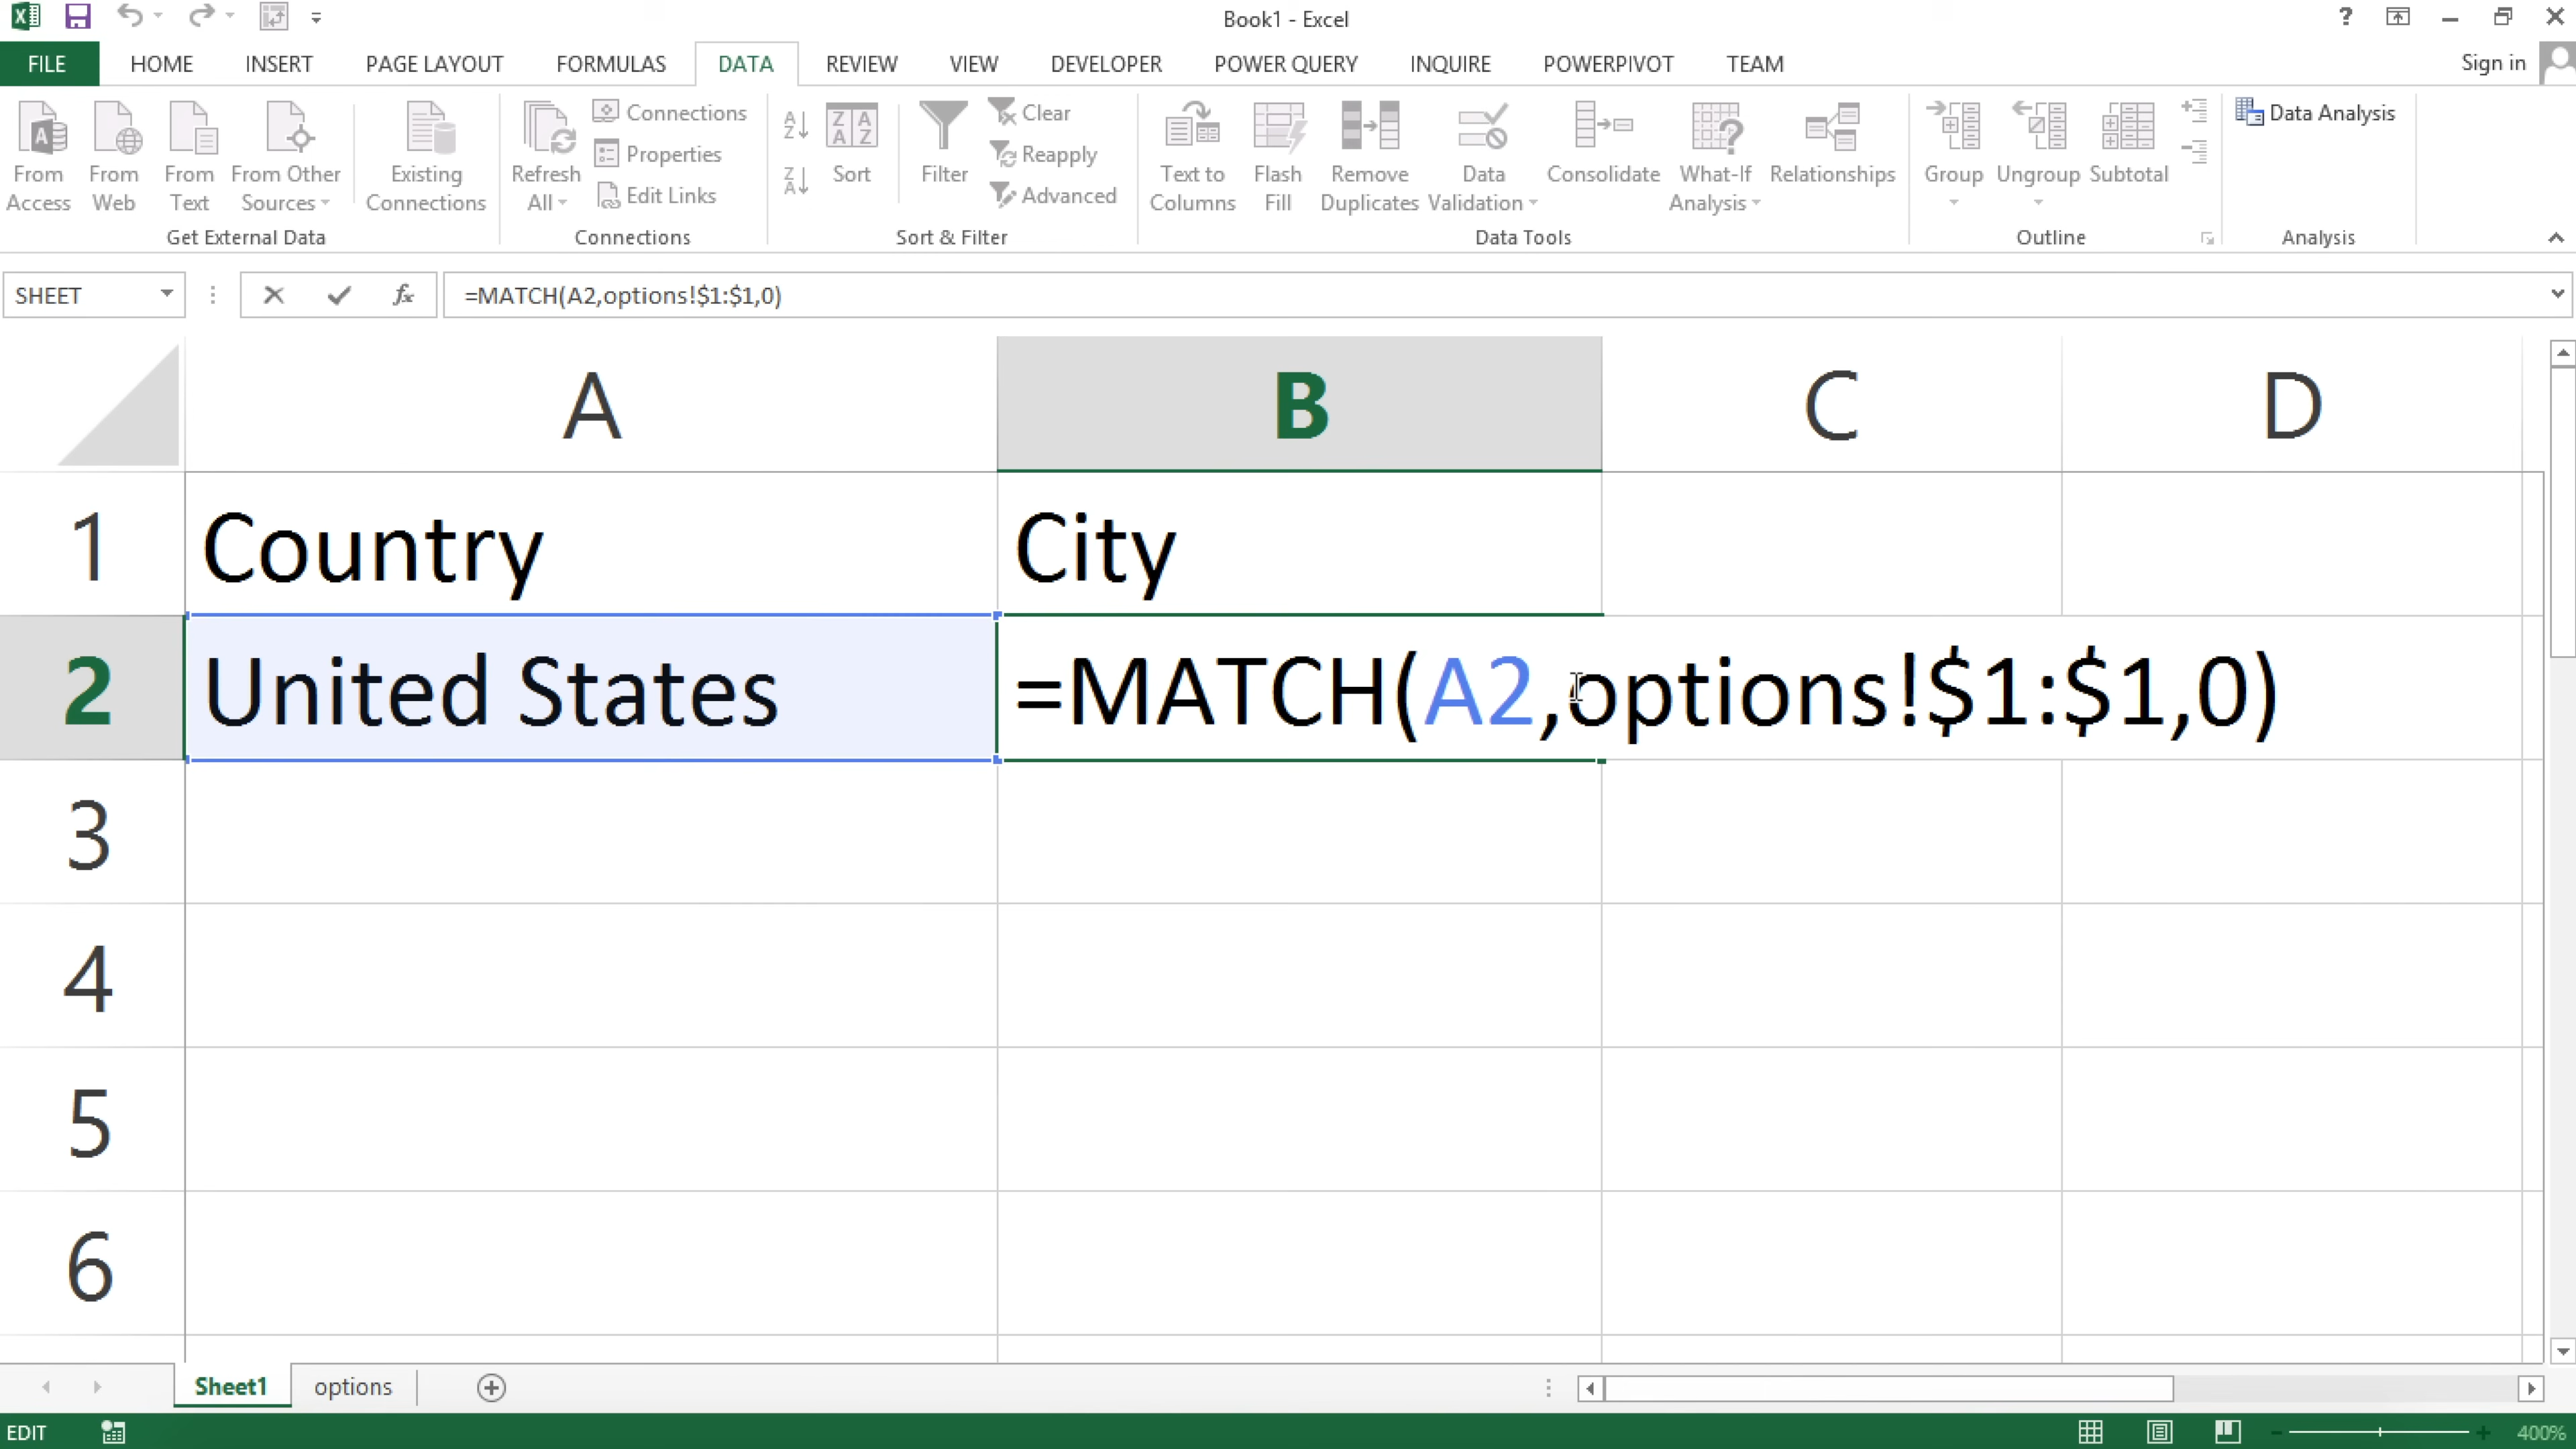 Book1 - Excel
?
FILE HOME INSERT PAGE LAYOUT FORMULAS DATA REVIEW VIEW DEVELOPER POWER QUERY INQUIRE POWERPIVOT TEAM Sign in
From Access
From Web
From Text
From Other Sources
Existing Connections
Get External Data
Refresh All
Connections
Properties
Edit Links
Connections
Sort
Filter
Clear
Reapply
Advanced
Sort & Filter
Text to Columns
Flash Fill
Remove Duplicates
Data Validation
Consolidate
What-If Analysis
Relationships
Data Tools
Group
Ungroup
Subtotal
Outline
Data Analysis
Analysis
SHEET fx =MATCH(A2,options!$1:$1,0)
A B C D
1 Country City
2 United States =MATCH(A2,options!$1:$1,0)
3
4
5
6
Sheet1 options
EDIT 400%